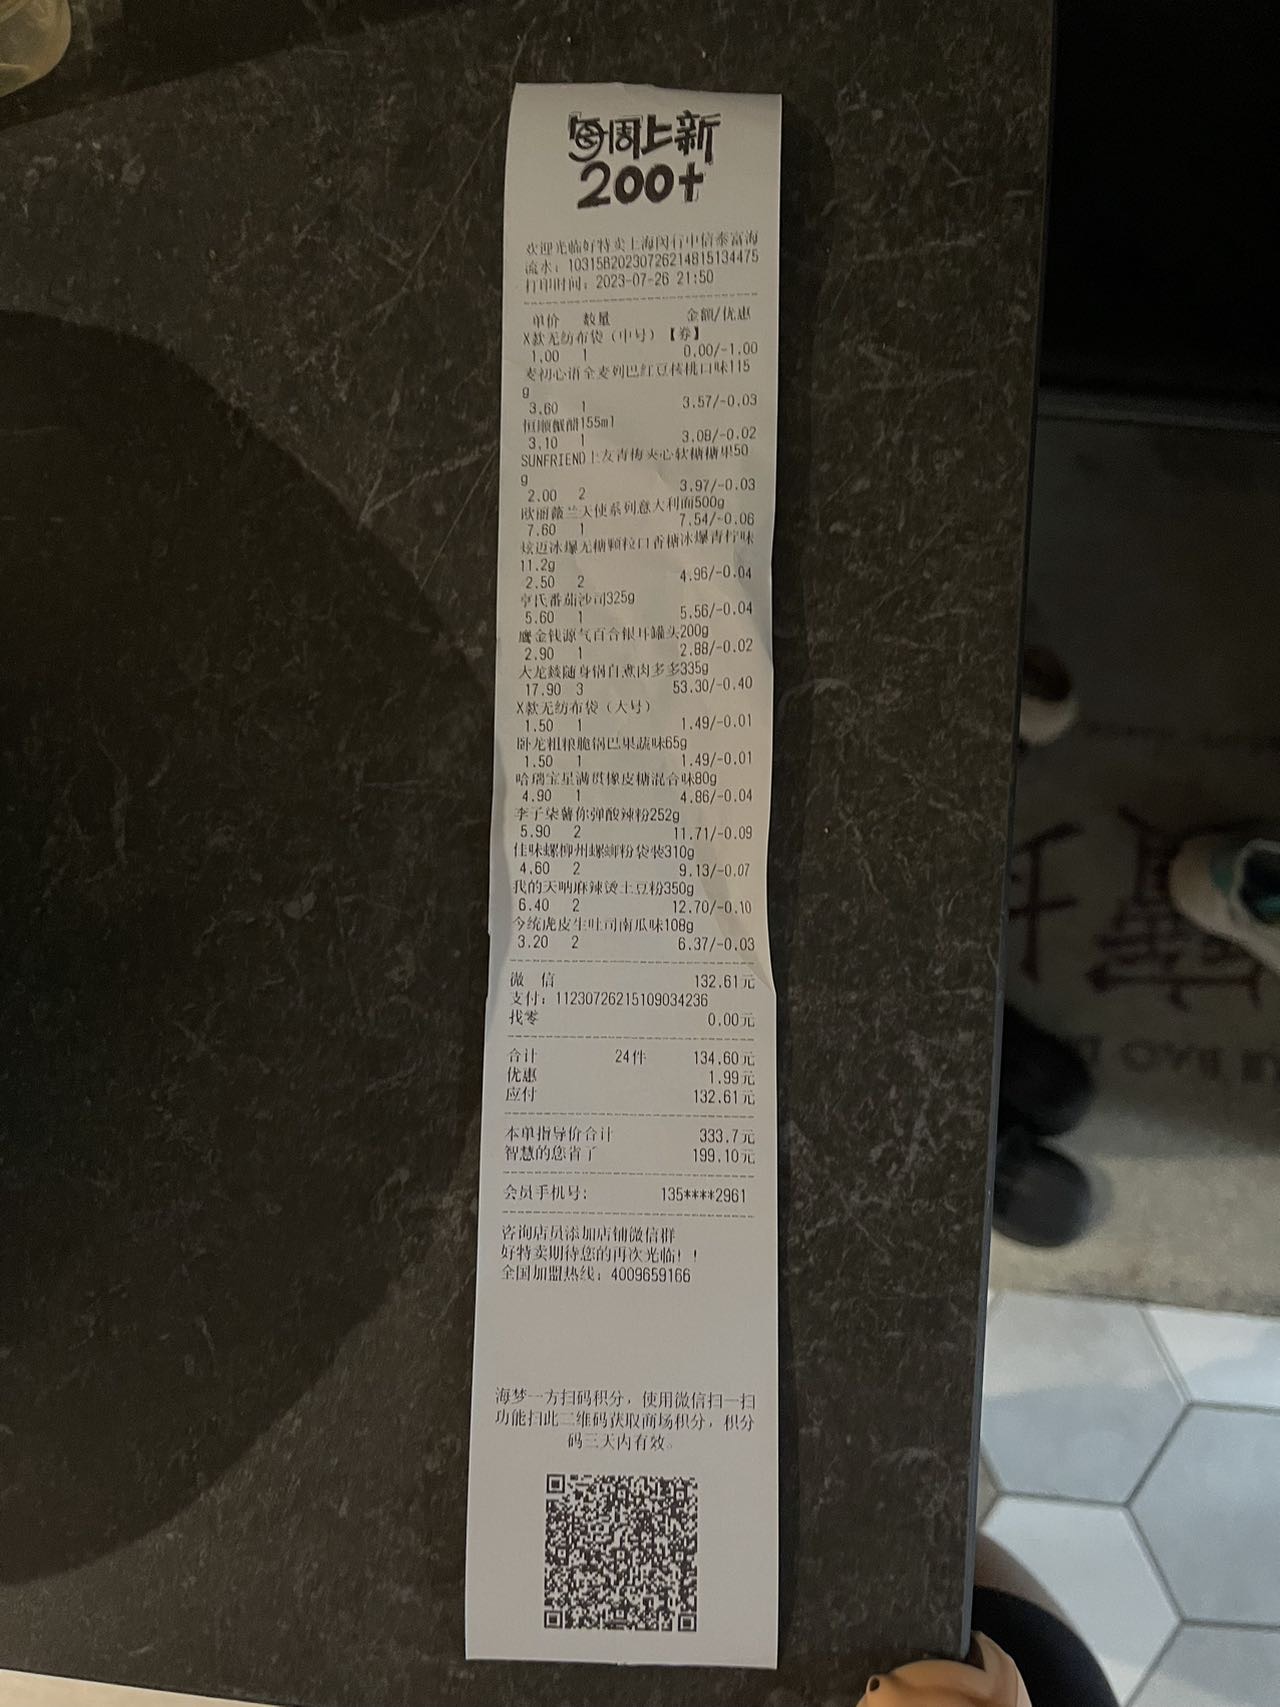 每周上新
200+
欢迎光临好特卖上海闵行中信泰富海
流水：103158202307262148151​34475
打印时间：2023-07-26 21:50
单价 数量 金额/优惠
X款无纺布袋（中号）【券】
1.00 1 0.00/-1.00
麦初心语全麦列巴红豆核桃口味115
g
3.60 1 3.57/-0.03
恒顺蟹醋155ml
3.10 1 3.08/-0.02
SUNFRIEND上友青梅夹心软糖糖果50
g
2.00 2 3.97/-0.03
欧丽薇兰天使系列意大利面500g
7.60 1 7.54/-0.06
炫迈冰爆无糖颗粒口香糖冰爆青柠味
11.2g
2.50 2 4.96/-0.04
亨氏番茄沙司325g
5.60 1 5.56/-0.04
鹰金钱源气百合银耳罐头200g
2.90 1 2.88/-0.02
大龙燚随身锅自煮肉多多335g
17.90 3 53.30/-0.40
X款无纺布袋（大号）
1.50 1 1.49/-0.01
卧龙粗粮脆锅巴果蔬味65g
1.50 1 1.49/-0.01
哈瑞宝星满贯橡皮糖混合味80g
4.90 1 4.86/-0.04
李子柒薯你弹酸辣粉252g
5.90 2 11.71/-0.09
佳味螺柳州螺蛳粉袋装310g
4.60 2 9.13/-0.07
我的天呐麻辣烫土豆粉350g
6.40 2 12.70/-0.10
今统虎皮生吐司南瓜味108g
3.20 2 6.37/-0.03
微 信 132.61元
支付：11230726215109034236
找零 0.00元
合计 24件 134.60元
优惠 1.99元
应付 132.61元
本单指导价合计 333.7元
智慧的您省了 199.10元
会员手机号： 135****2961
咨询店员添加店铺微信群
好特卖期待您的再次光临！！
全国加盟热线：4009659166
海梦一方扫码积分，使用微信扫一扫
功能扫此二维码获取商场积分，积分
码三天内有效。